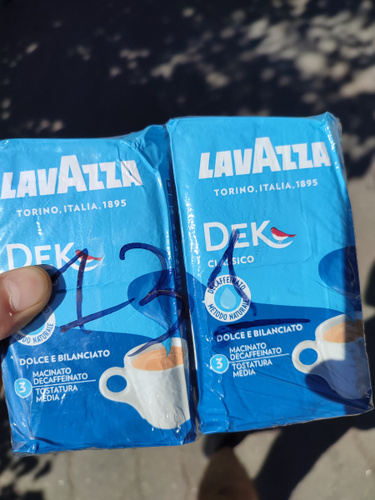 LAVAZZA
TORINO, ITALIA, 1895
DEK
DOLCE E BILANCIATO
3
MACINATO
DECAFFEINATO
TOSTATURA
MEDIA
LAVAZZA
TORINO, ITALIA, 1895
DEK
CLASSICO
DECAFFEINATO
METODO NATURALE
DOLCE E BILANCIATO
3
MACINATO
DECAFFEINATO
TOSTATURA
MEDIA